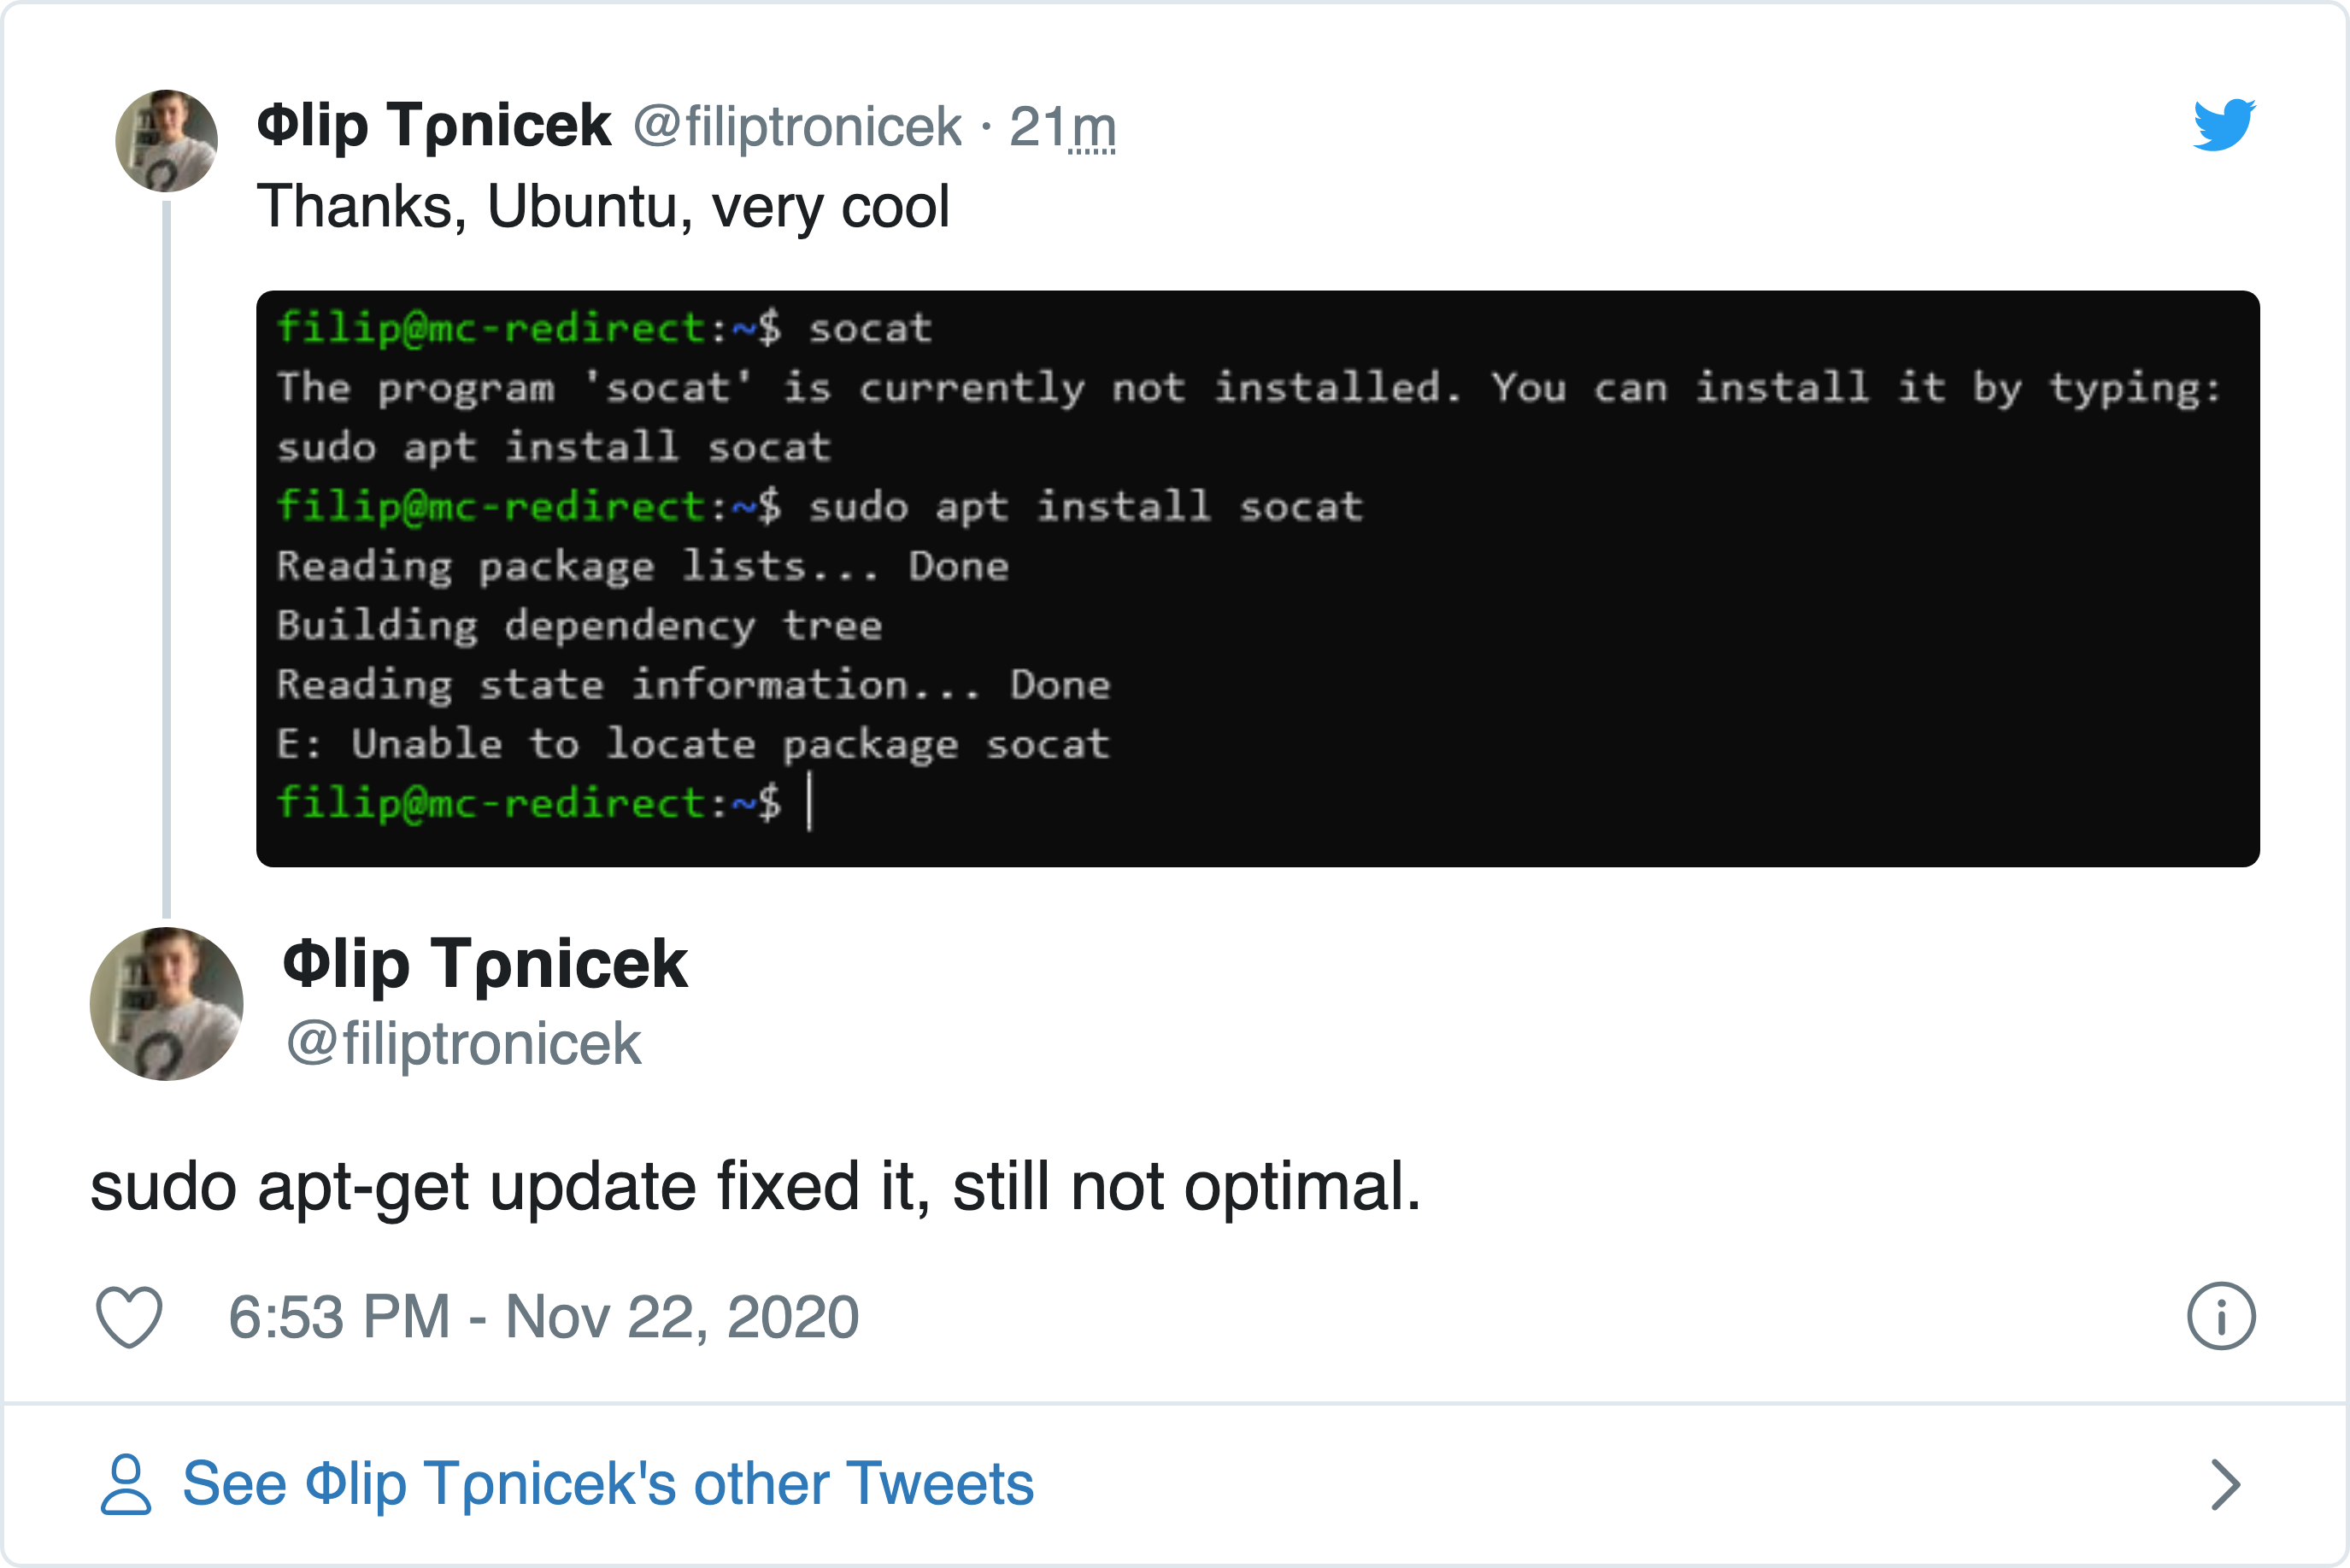 Φlip Tρnicek @filiptronicek · 21m
Thanks, Ubuntu, very cool
filip@mc-redirect:~$ socat
The program 'socat' is currently not installed. You can install it by typing:
sudo apt install socat
filip@mc-redirect:~$ sudo apt install socat
Reading package lists... Done
Building dependency tree
Reading state information... Done
E: Unable to locate package socat
filip@mc-redirect:~$
Φlip Tρnicek
@filiptronicek
sudo apt-get update fixed it, still not optimal.
6:53 PM - Nov 22, 2020
See Φlip Tρnicek's other Tweets